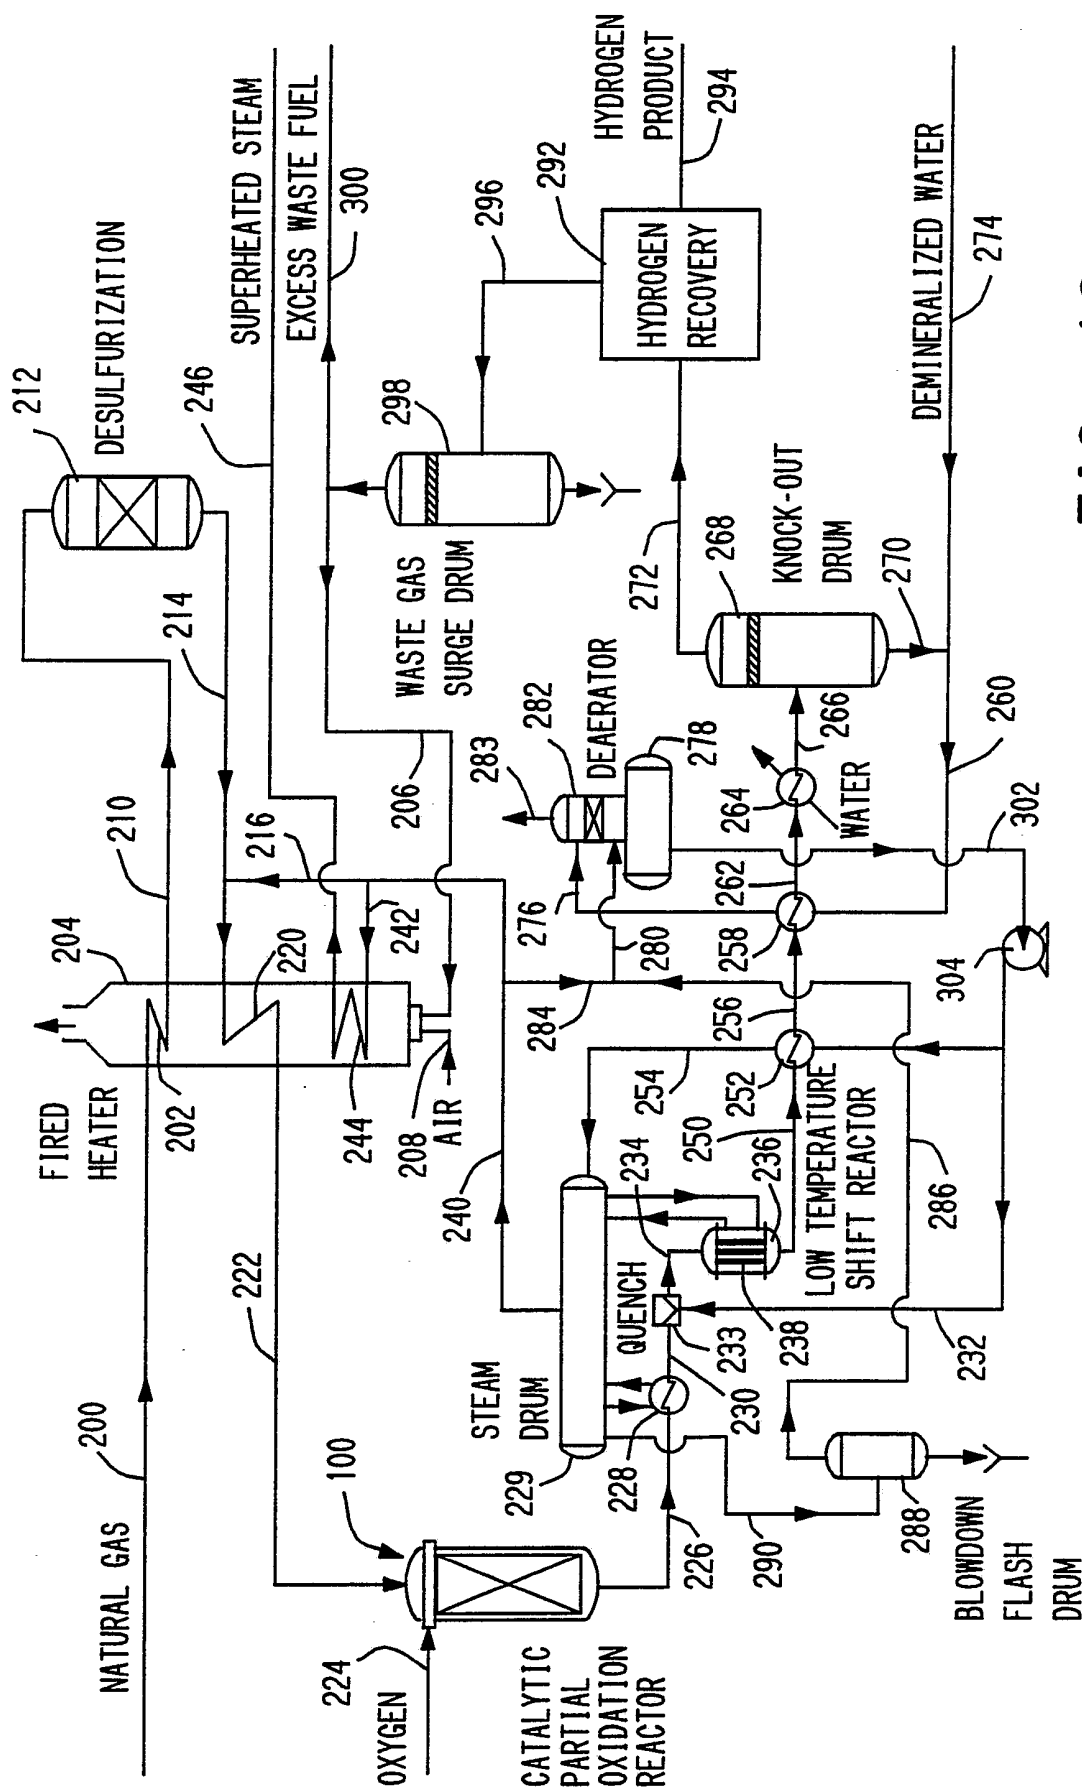 FIRED
HEATER
204
210
212
DESULFURIZATION
NATURAL GAS
200
222
202
220
214
246
SUPERHEATED STEAM
EXCESS WASTE FUEL
300
216
242
244
208
AIR
206
224
OXYGEN
100
CATALYTIC
PARTIAL
OXIDATION
REACTOR
WASTE GAS
SURGE DRUM
298
296
292
HYDROGEN
RECOVERY
HYDROGEN
PRODUCT
294
240
STEAM
DRUM
229
228
226
230
QUENCH
233
234
238
236
232
250
LOW TEMPERATURE
SHIFT REACTOR
252
254
256
258
284
280
276
283
282
DEAERATOR
278
262
264
WATER
266
272
268
KNOCK-OUT
DRUM
270
260
DEMINERALIZED WATER
274
302
304
286
290
288
BLOWDOWN
FLASH
DRUM